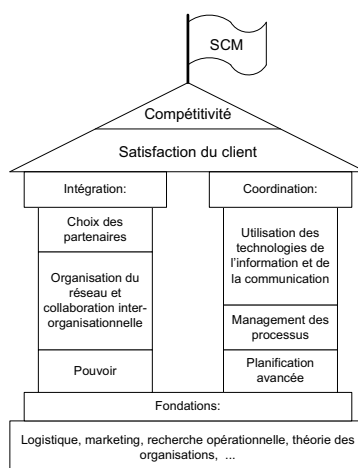 SCM
Compétitivité
Satisfaction du client
Intégration:
Choix des
partenaires
Organisation du
réseau et
collaboration inter-
organisationnelle
Pouvoir
Coordination:
Utilisation des
technologies de
l'information et de
la communication
Management des
processus
Planification
avancée
Fondations:
Logistique, marketing, recherche opérationnelle, théorie des
organisations, ...